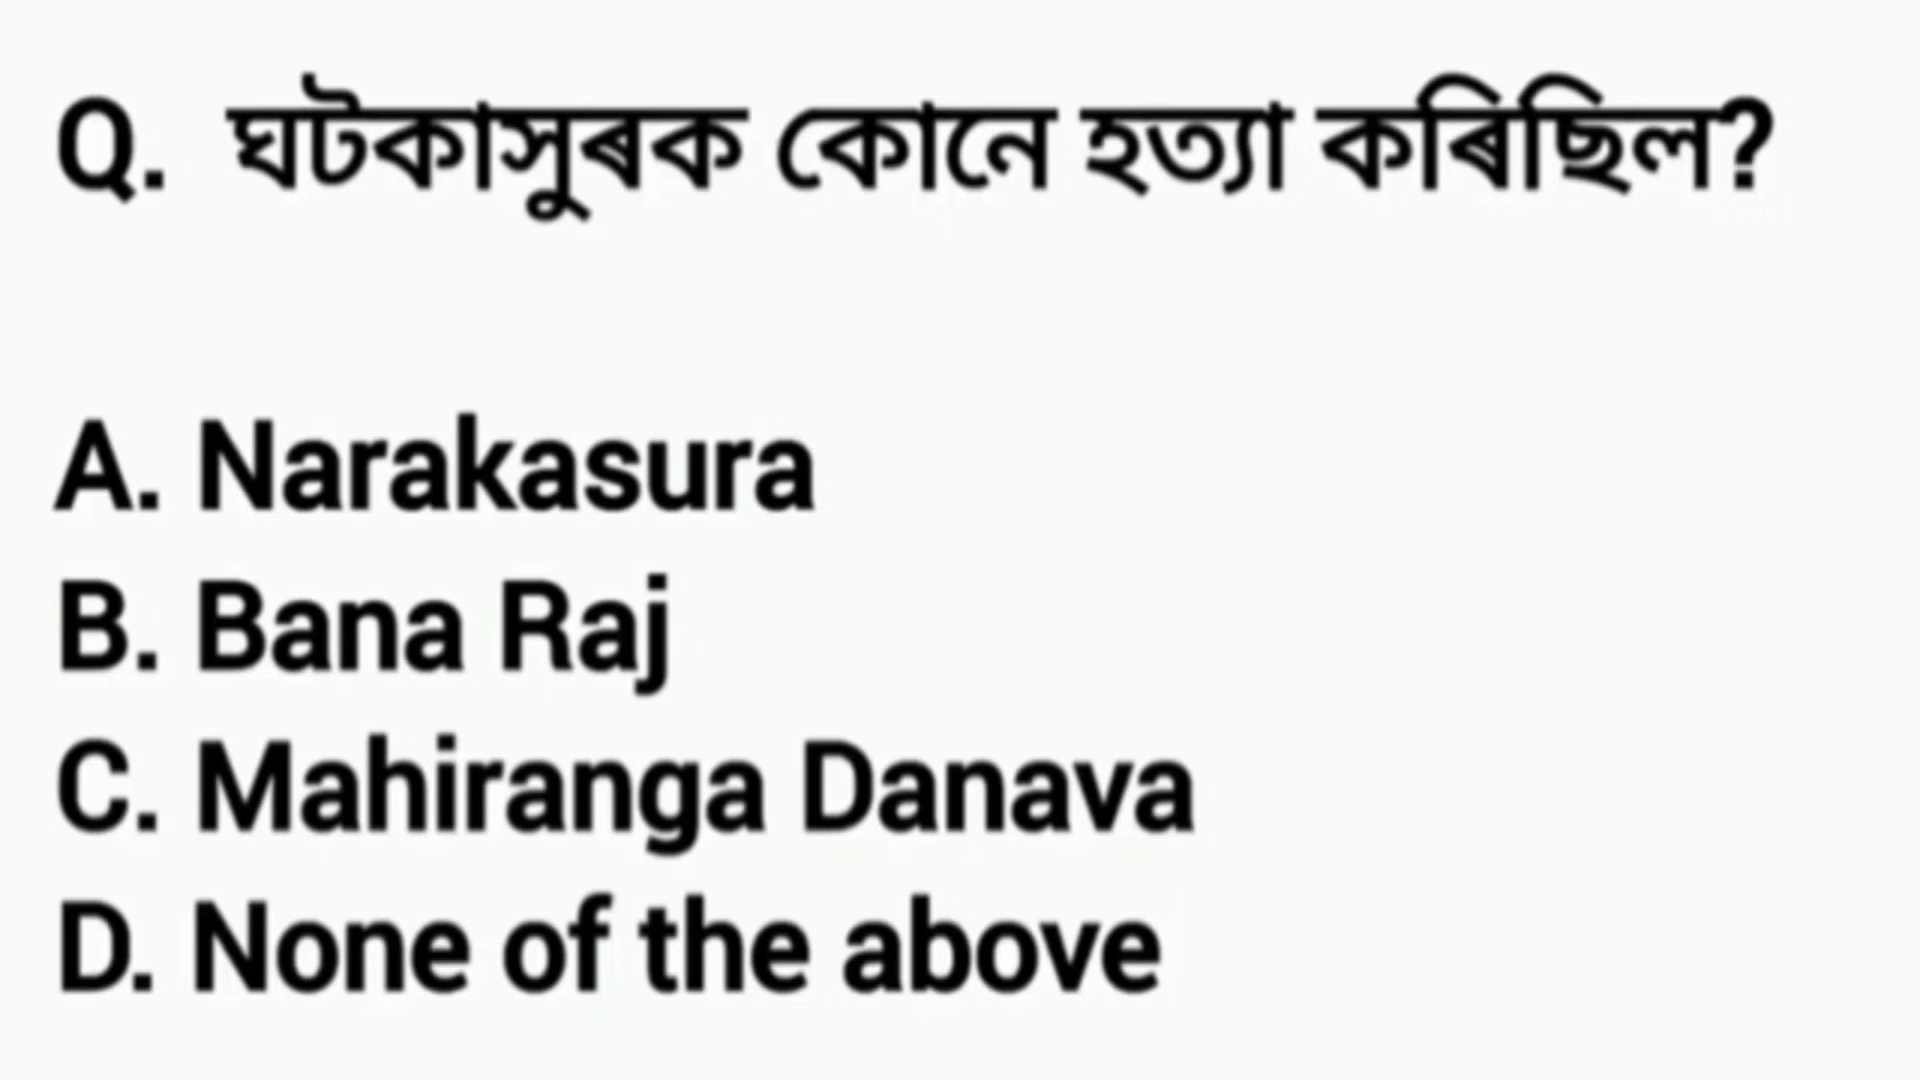 Q. ঘটকাসুৰক কোনে হত্যা কৰিছিল?
A. Narakasura
B. Bana Raj
C. Mahiranga Danava
D. None of the above